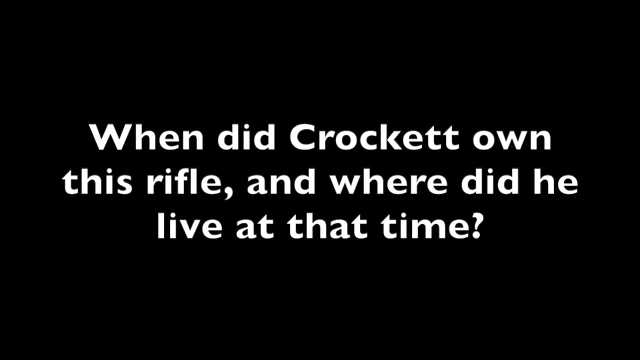 When did Crockett own
this rifle, and where did he
live at that time?